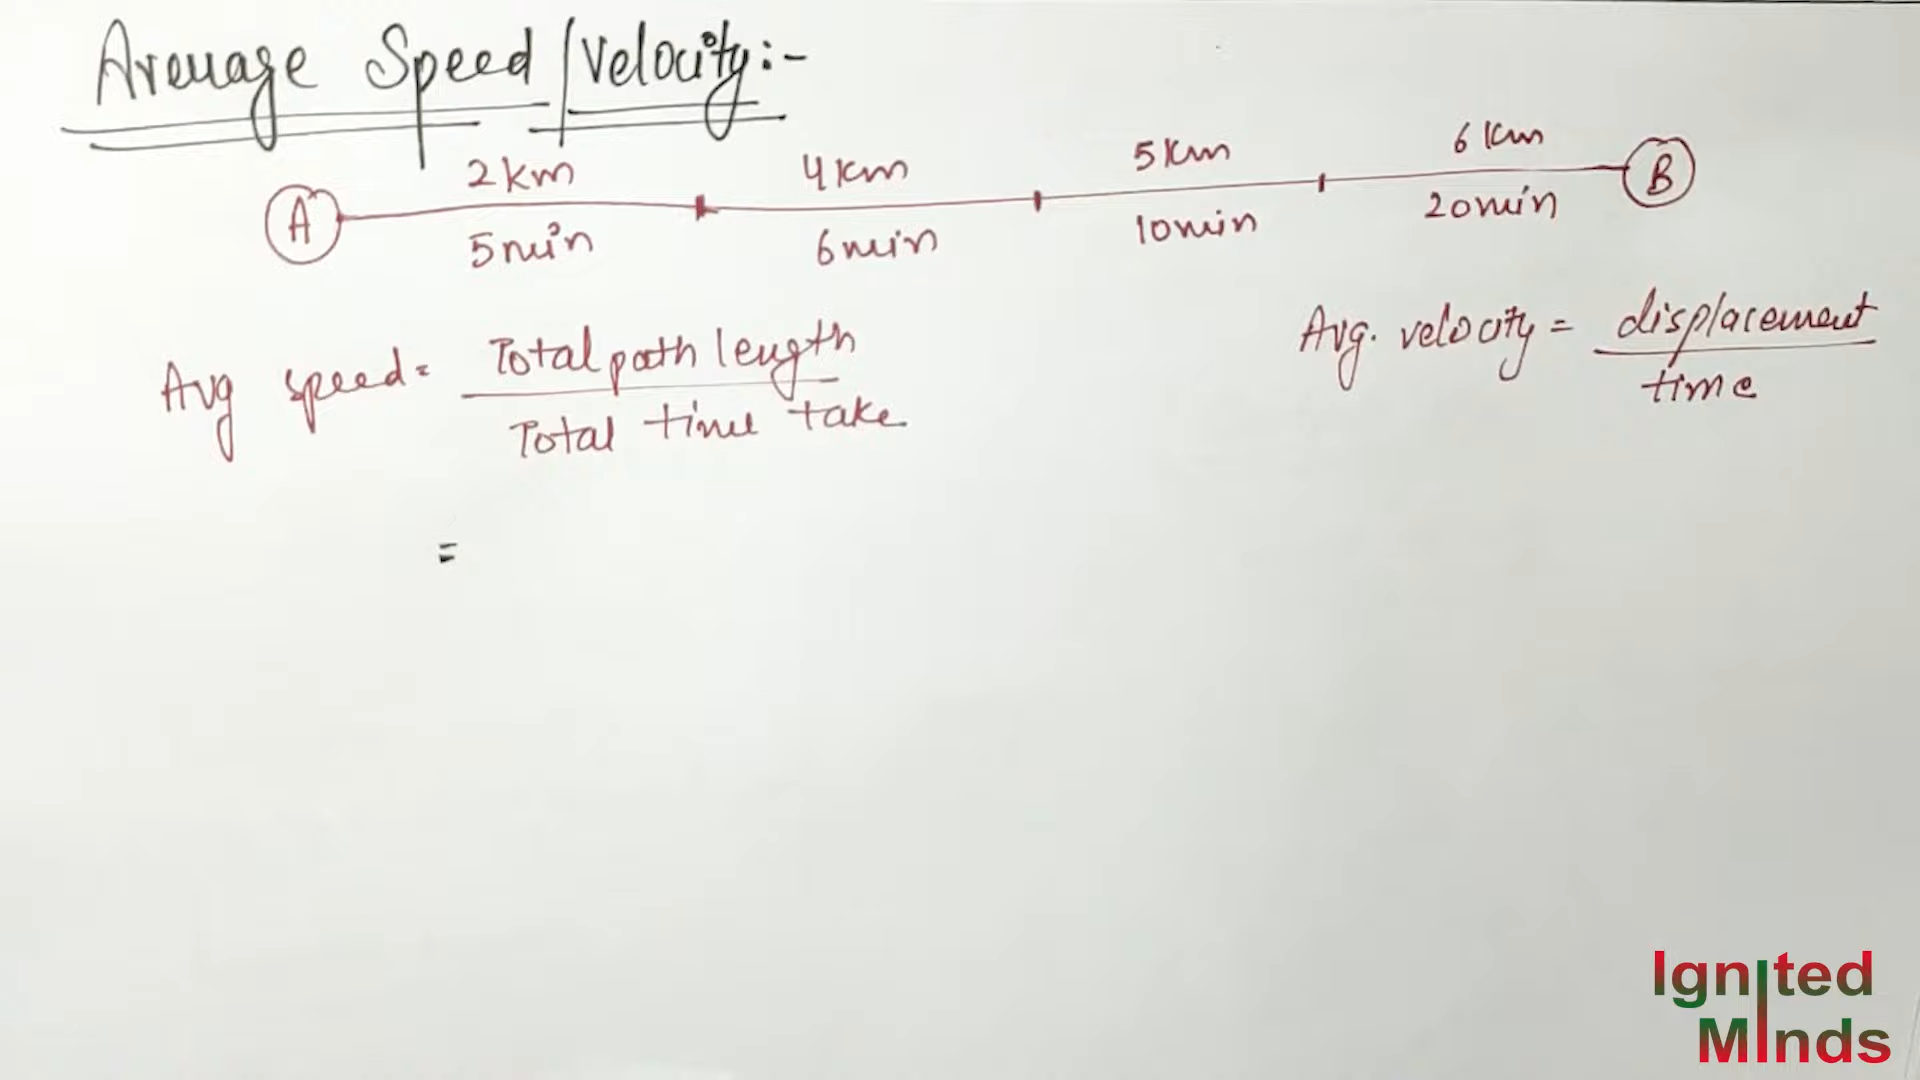 Average Speed/Velocity:-
2km 4km 5km 6km
A B
5min 6min 10min 20min
Avg speed = Total path length
Total time take
Avg. velocity = displacement
time
=
Ignited
Minds